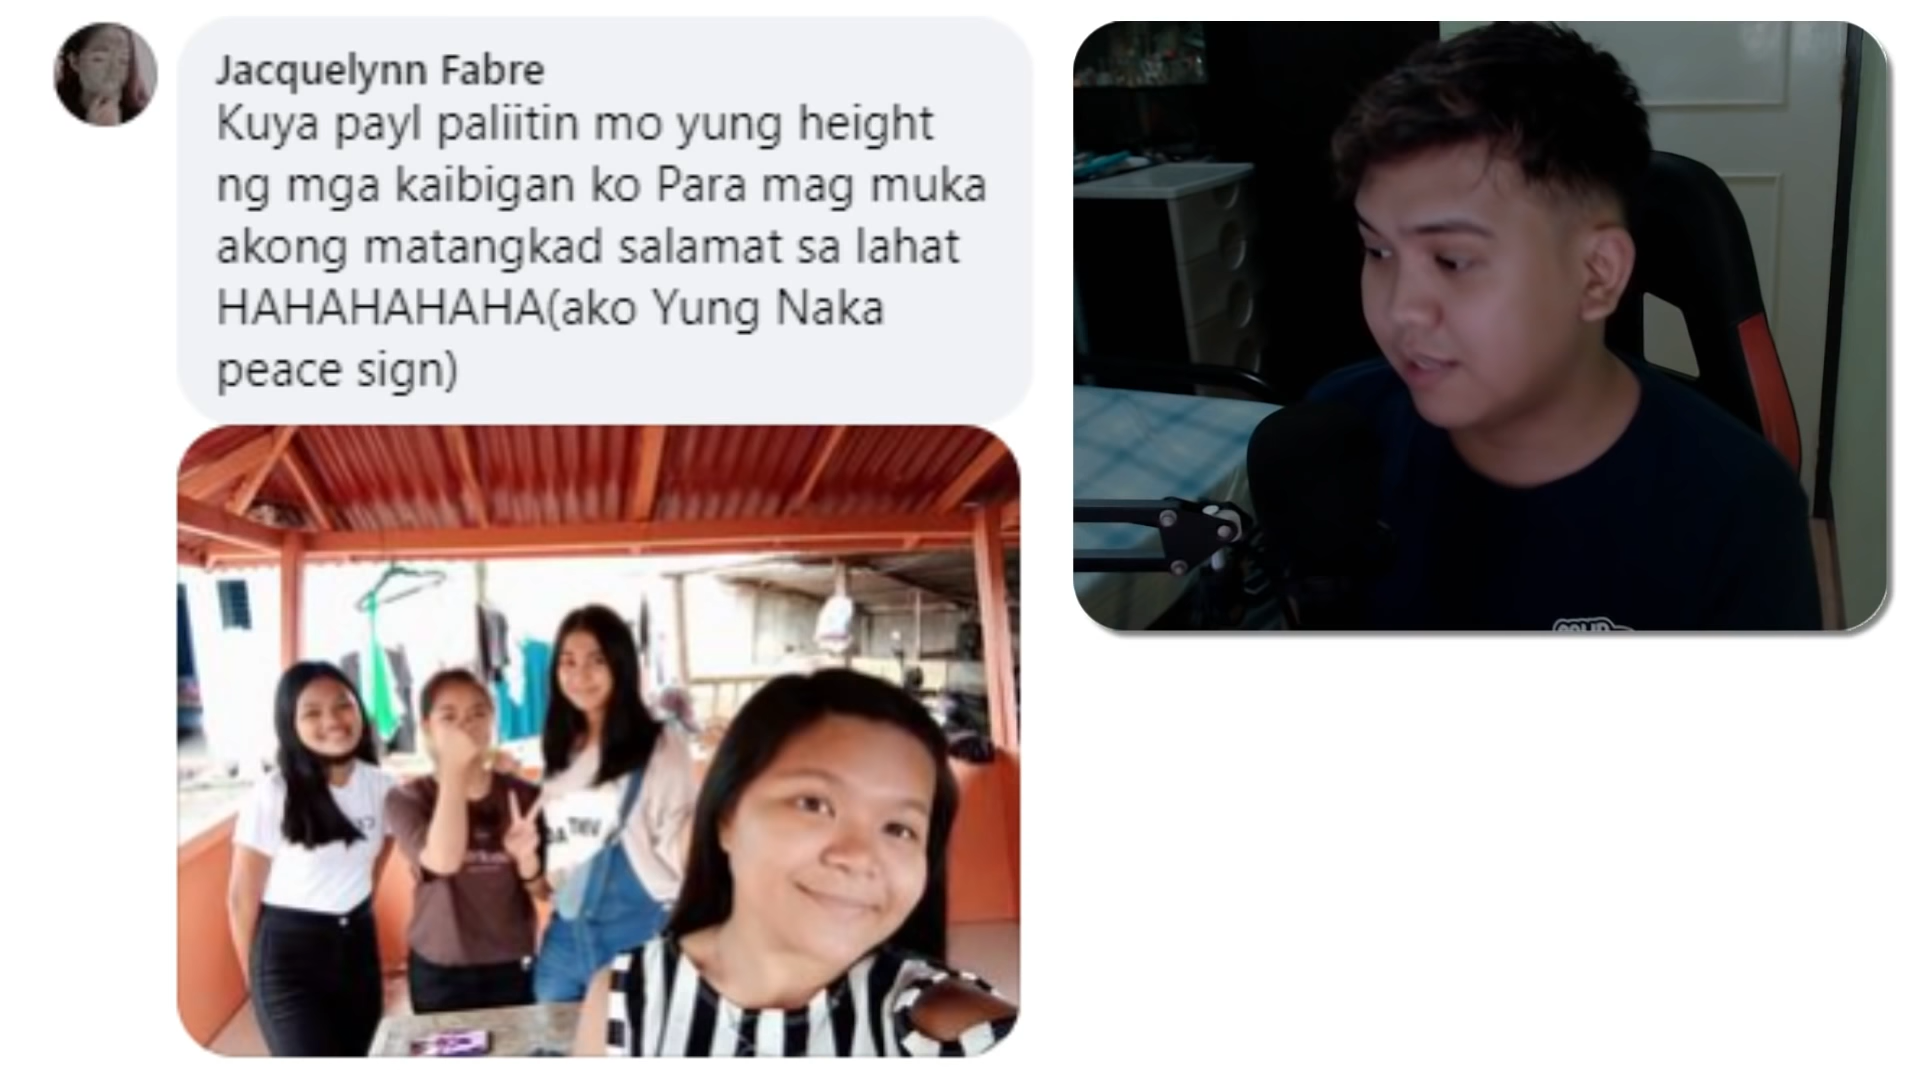 Jacquelynn Fabre
Kuya payl paliitin mo yung height
ng mga kaibigan ko Para mag muka
akong matangkad salamat sa lahat
HAHAHAHAHA(ako Yung Naka
peace sign)